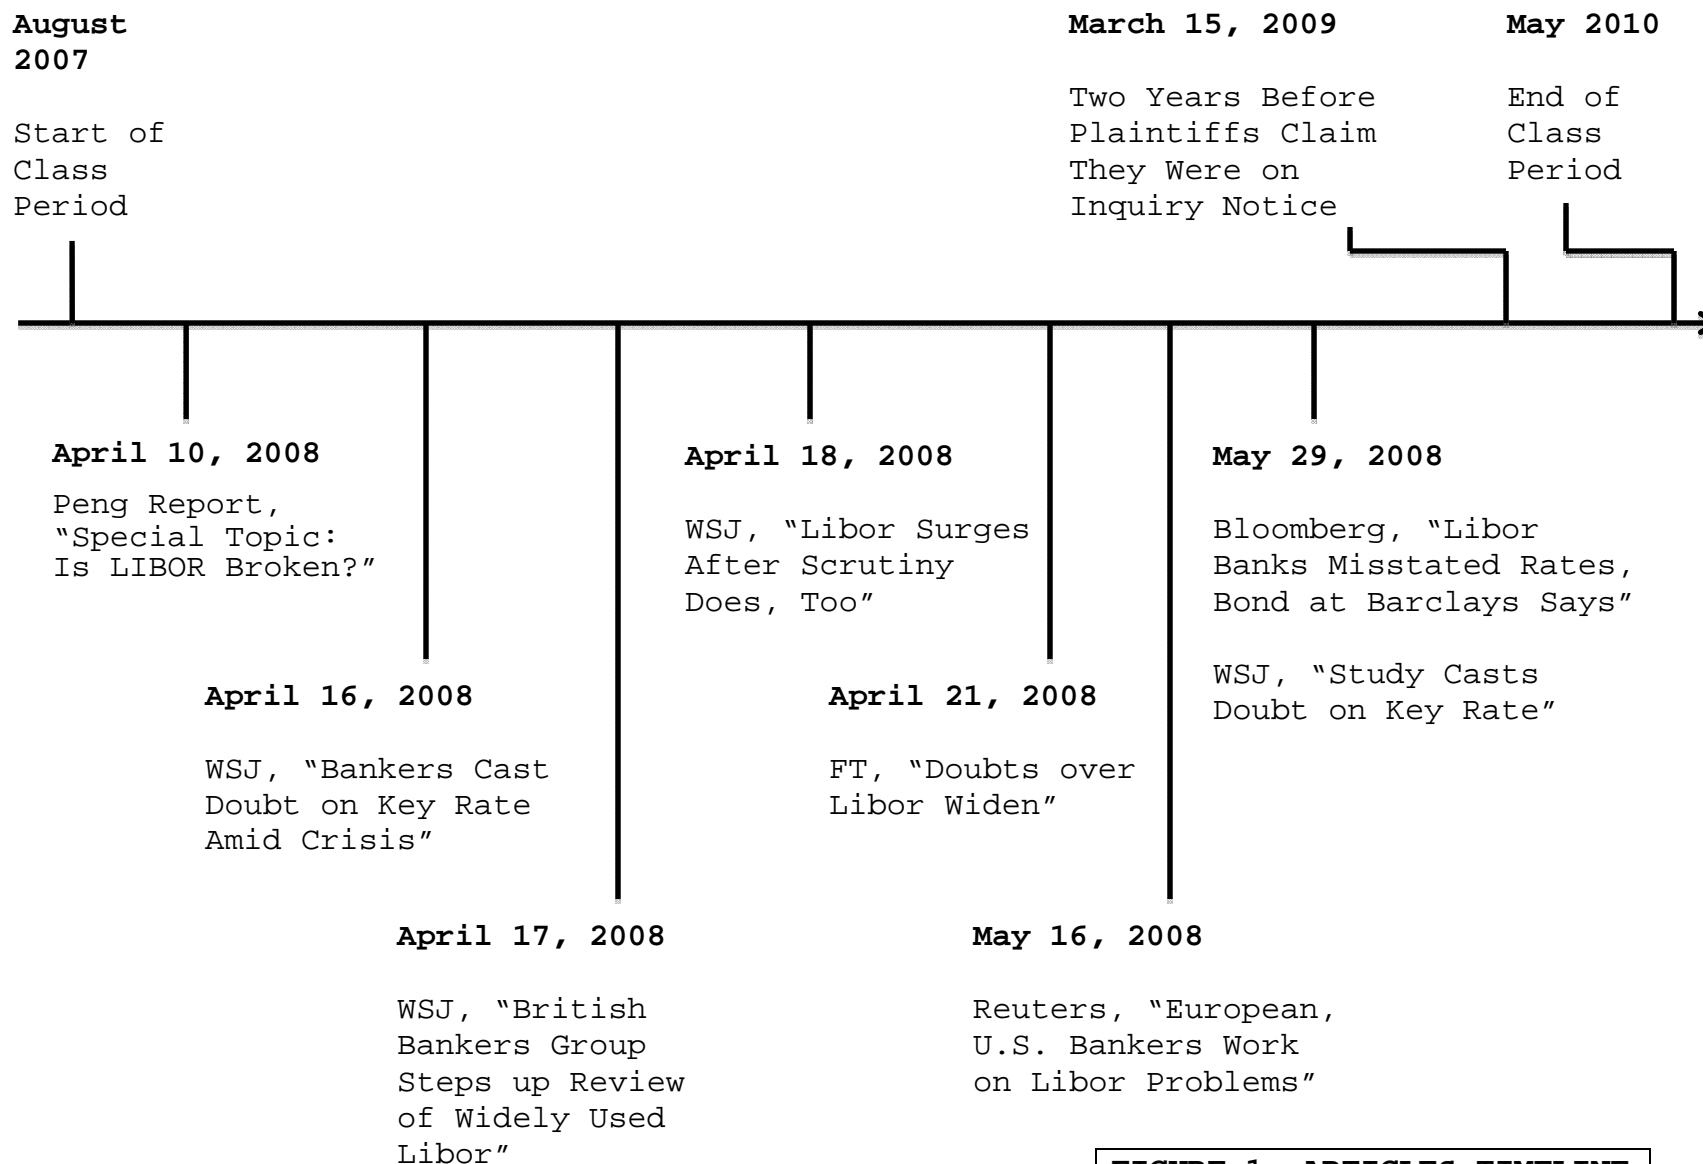 August
2007
Start of
Class
Period
March 15, 2009
Two Years Before
Plaintiffs Claim
They Were on
Inquiry Notice
May 2010
End of
Class
Period
April 10, 2008
Peng Report,
“Special Topic:
Is LIBOR Broken?”
April 16, 2008
WSJ, “Bankers Cast
Doubt on Key Rate
Amid Crisis”
April 17, 2008
WSJ, “British
Bankers Group
Steps up Review
of Widely Used
Libor”
April 18, 2008
WSJ, “Libor Surges
After Scrutiny
Does, Too”
April 21, 2008
FT, “Doubts over
Libor Widen”
May 16, 2008
Reuters, “European,
U.S. Bankers Work
on Libor Problems”
May 29, 2008
Bloomberg, “Libor
Banks Misstated Rates,
Bond at Barclays Says”
WSJ, “Study Casts
Doubt on Key Rate”
FIGURE 1. ARTICLES TIMELINE